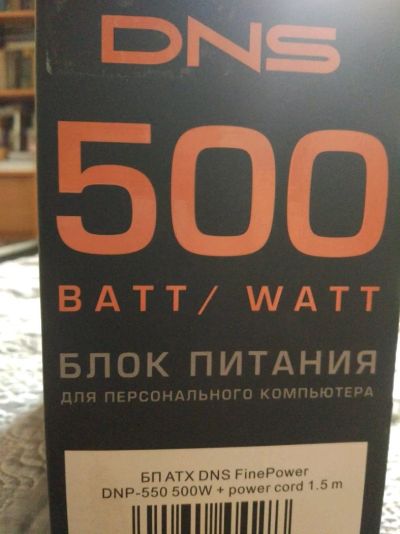 DNS
500
ВАТТ/ WATT
БЛОК ПИТАНИЯ
ДЛЯ ПЕРСОНАЛЬНОГО КОМПЬЮТЕРА
БП ATX DNS FinePower
DNP-550 500W + power cord 1.5 m